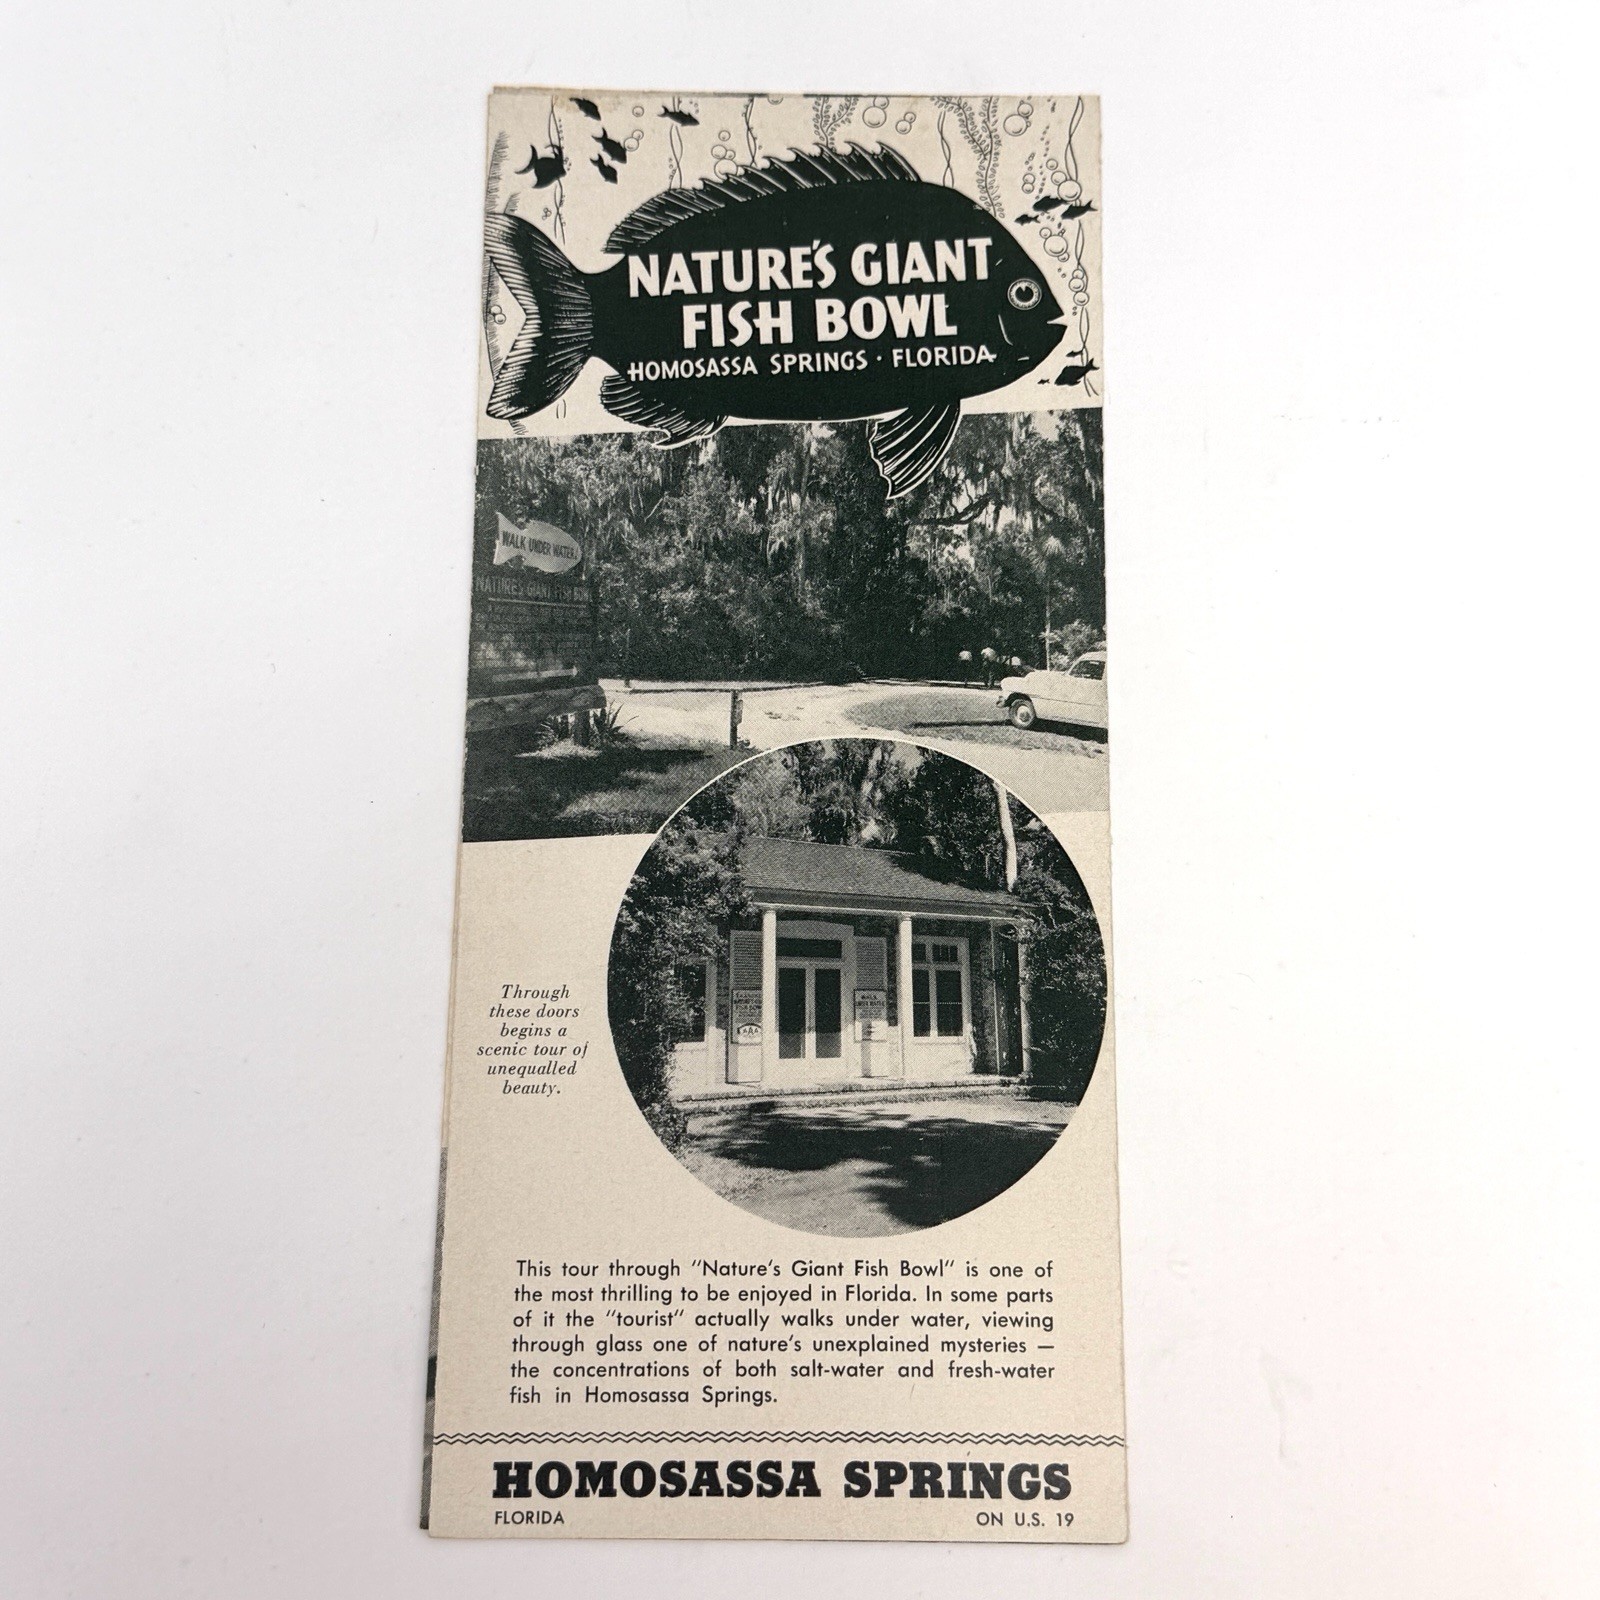 NATURE'S GIANT
FISH BOWL
HOMOSASSA SPRINGS · FLORIDA
WALK UNDER WATER
NATURE'S GIANT FISH BOWL
WALK
UNDER WATER
AAA
Through
these doors
begins a
scenic tour of
unequalled
beauty.
This tour through "Nature's Giant Fish Bowl" is one of
the most thrilling to be enjoyed in Florida. In some parts
of it the "tourist" actually walks under water, viewing
through glass one of nature's unexplained mysteries —
the concentrations of both salt-water and fresh-water
fish in Homosassa Springs.
HOMOSASSA SPRINGS
FLORIDA
ON U.S. 19